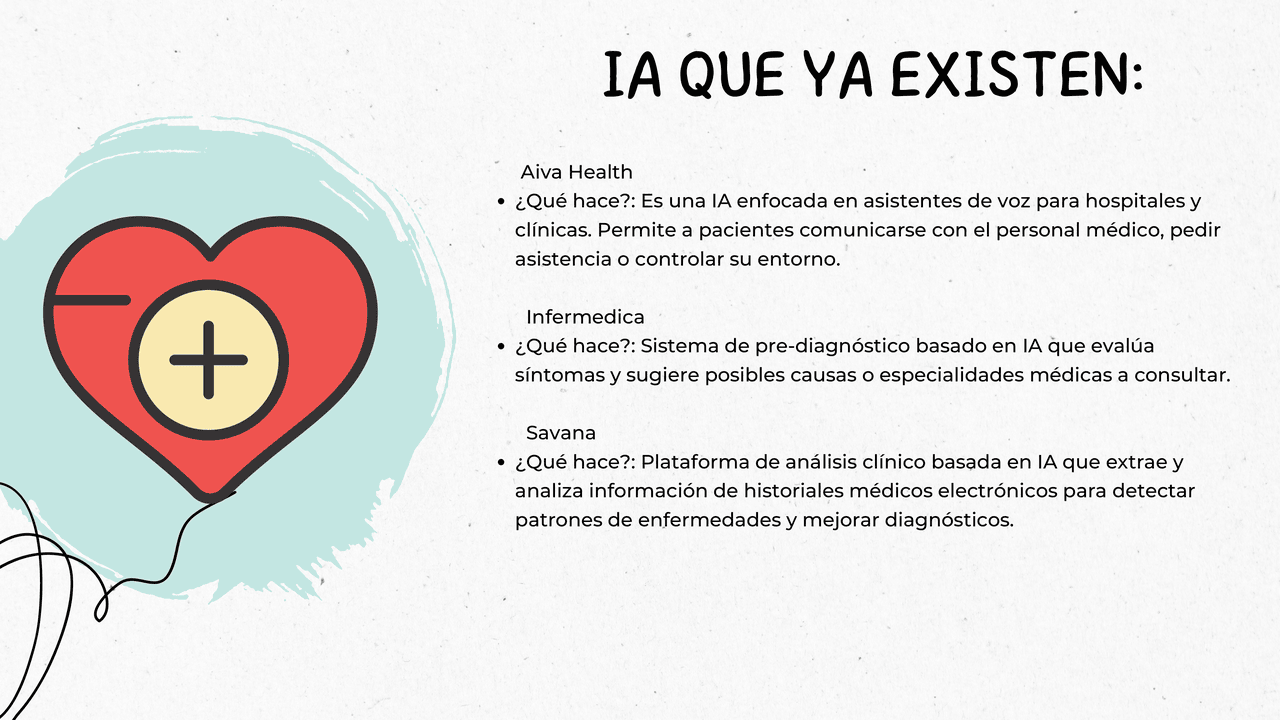 IA QUE YA EXISTEN:
Aiva Health
• ¿Qué hace?: Es una IA enfocada en asistentes de voz para hospitales y
clínicas. Permite a pacientes comunicarse con el personal médico, pedir
asistencia o controlar su entorno.
Infermedica
• ¿Qué hace?: Sistema de pre-diagnóstico basado en IA que evalúa
síntomas y sugiere posibles causas o especialidades médicas a consultar.
Savana
• ¿Qué hace?: Plataforma de análisis clínico basada en IA que extrae y
analiza información de historiales médicos electrónicos para detectar
patrones de enfermedades y mejorar diagnósticos.